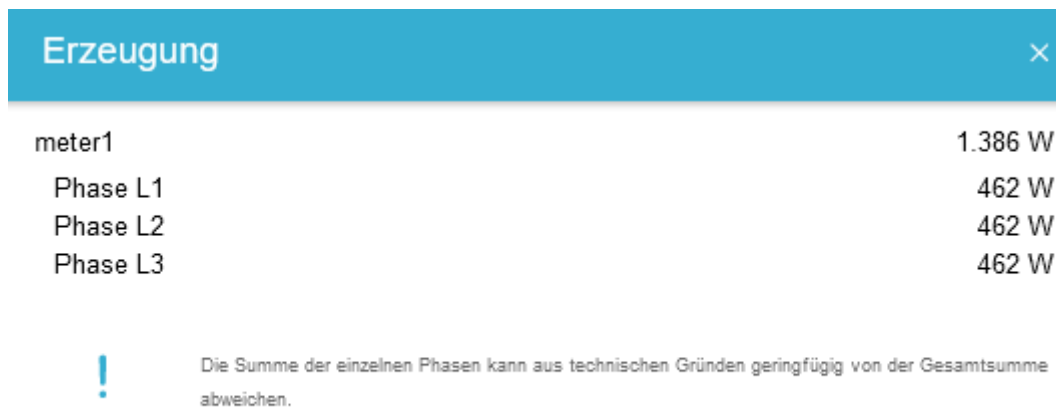 Erzeugung ×
meter1 1.386 W
Phase L1 462 W
Phase L2 462 W
Phase L3 462 W
! Die Summe der einzelnen Phasen kann aus technischen Gründen geringfügig von der Gesamtsumme
abweichen.